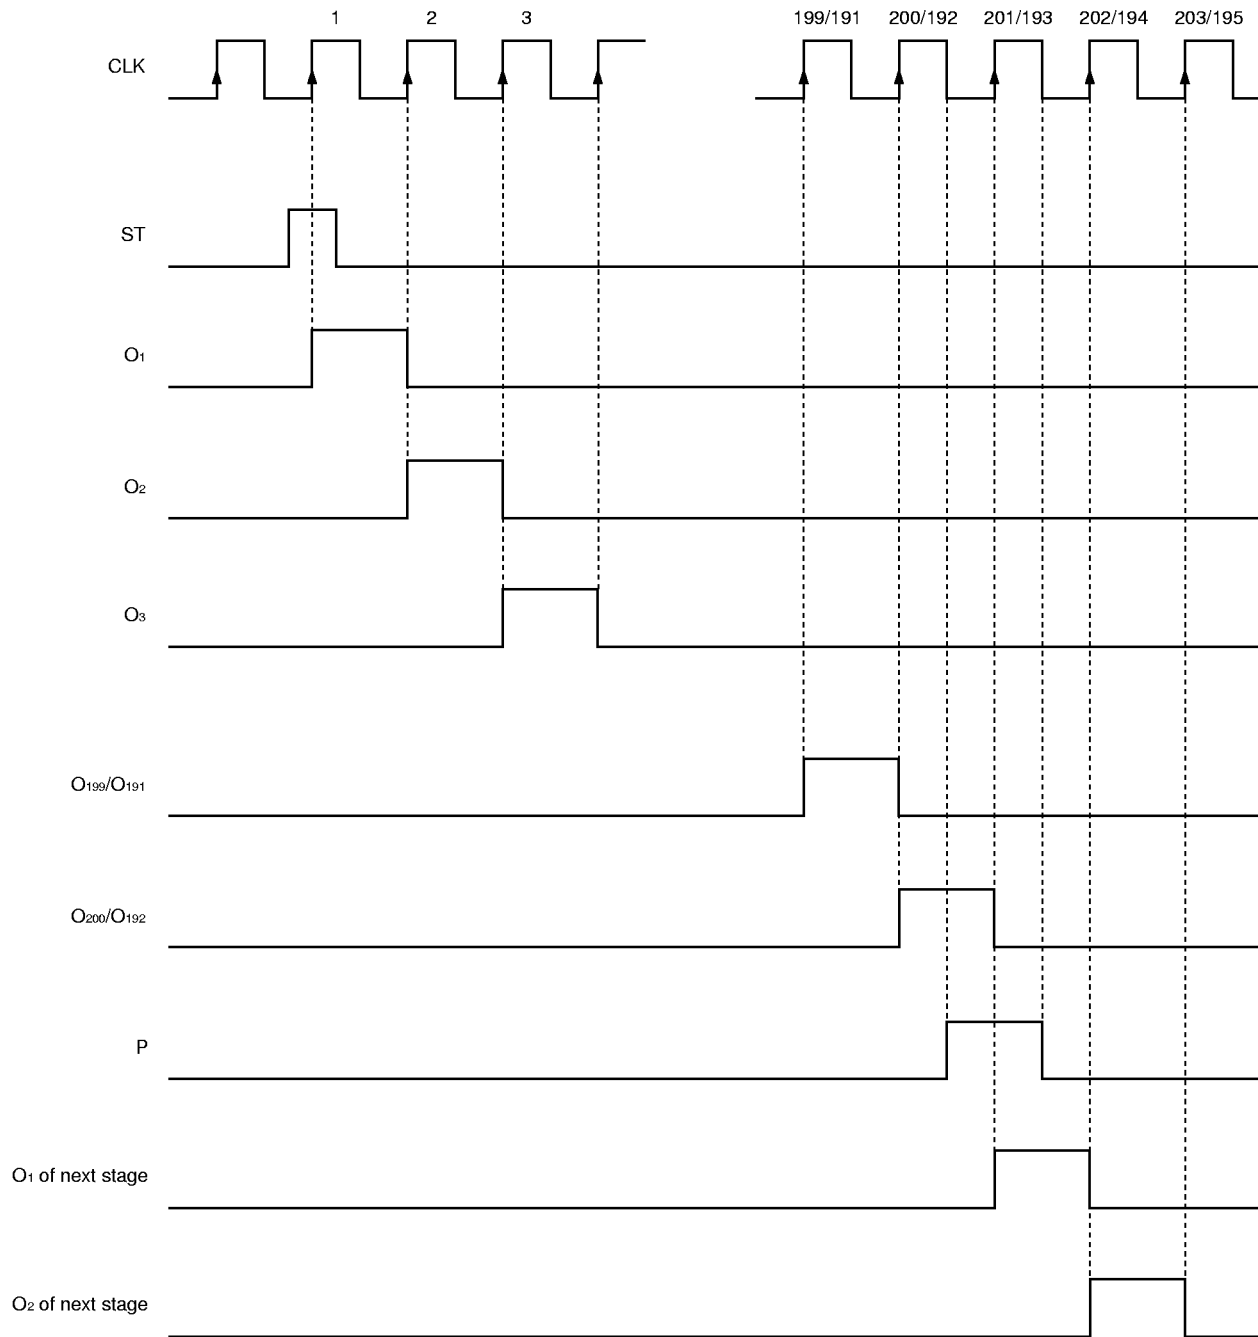 1 2 3 199/191 200/192 201/193 202/194 203/195
CLK
ST
O1
O2
O3
O199/O191
O200/O192
P
O1 of next stage
O2 of next stage